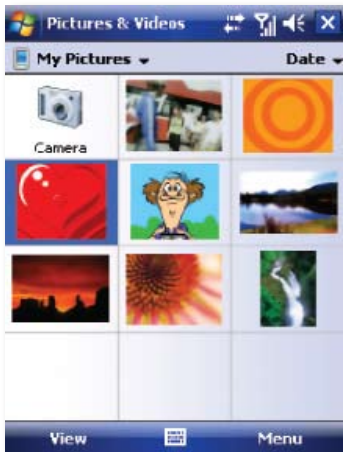 Pictures & Videos
My Pictures
Date
Camera
View
Menu